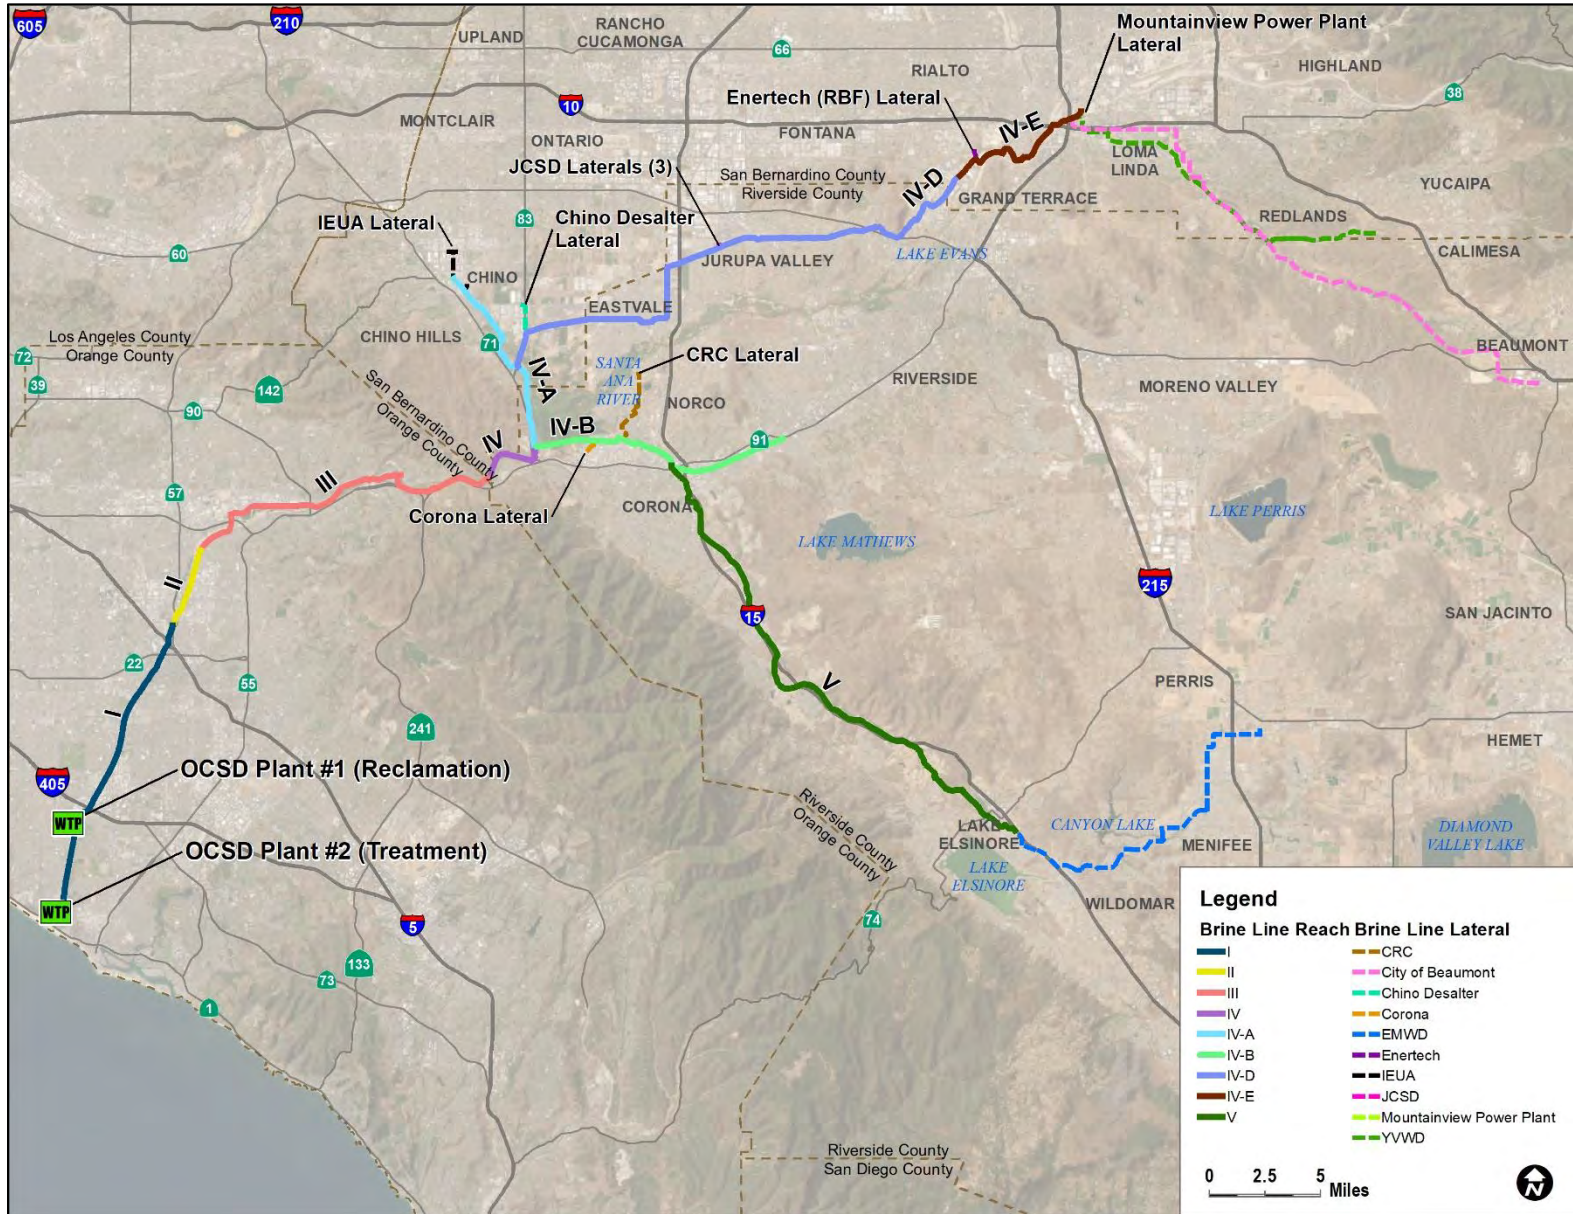 605
210
UPLAND
RANCHO
CUCAMONGA
66
Mountainview Power Plant
Lateral
RIALTO
HIGHLAND
38
Enertech (RBF) Lateral
10
MONTCLAIR
ONTARIO
FONTANA
IV-E
LOMA
LINDA
JCSD Laterals (3)
San Bernardino County
Riverside County
IV-D
GRAND TERRACE
YUCAIPA
REDLANDS
CALIMESA
IEUA Lateral
83
Chino Desalter
Lateral
60
CHINO
JURUPA VALLEY
LAKE EVANS
EASTVALE
CHINO HILLS
71
Los Angeles County
Orange County
72
39
142
90
San Bernardino County
Orange County
IV-A
SANTA
ANA
RIVER
CRC Lateral
NORCO
RIVERSIDE
MORENO VALLEY
BEAUMONT
IV-B
91
IV
III
57
Corona Lateral
CORONA
LAKE MATHEWS
LAKE PERRIS
II
15
215
SAN JACINTO
22
55
I
241
V
PERRIS
HEMET
405
OCSD Plant #1 (Reclamation)
WTP
OCSD Plant #2 (Treatment)
WTP
Riverside County
Orange County
LAKE
ELSINORE
LAKE
ELSINORE
CANYON LAKE
MENIFEE
DIAMOND
VALLEY LAKE
WILDOMAR
74
5
133
73
1
Riverside County
San Diego County
Legend
Brine Line Reach
I
II
III
IV
IV-A
IV-B
IV-D
IV-E
V
Brine Line Lateral
CRC
City of Beaumont
Chino Desalter
Corona
EMWD
Enertech
IEUA
JCSD
Mountainview Power Plant
YVWD
0 2.5 5
Miles
N